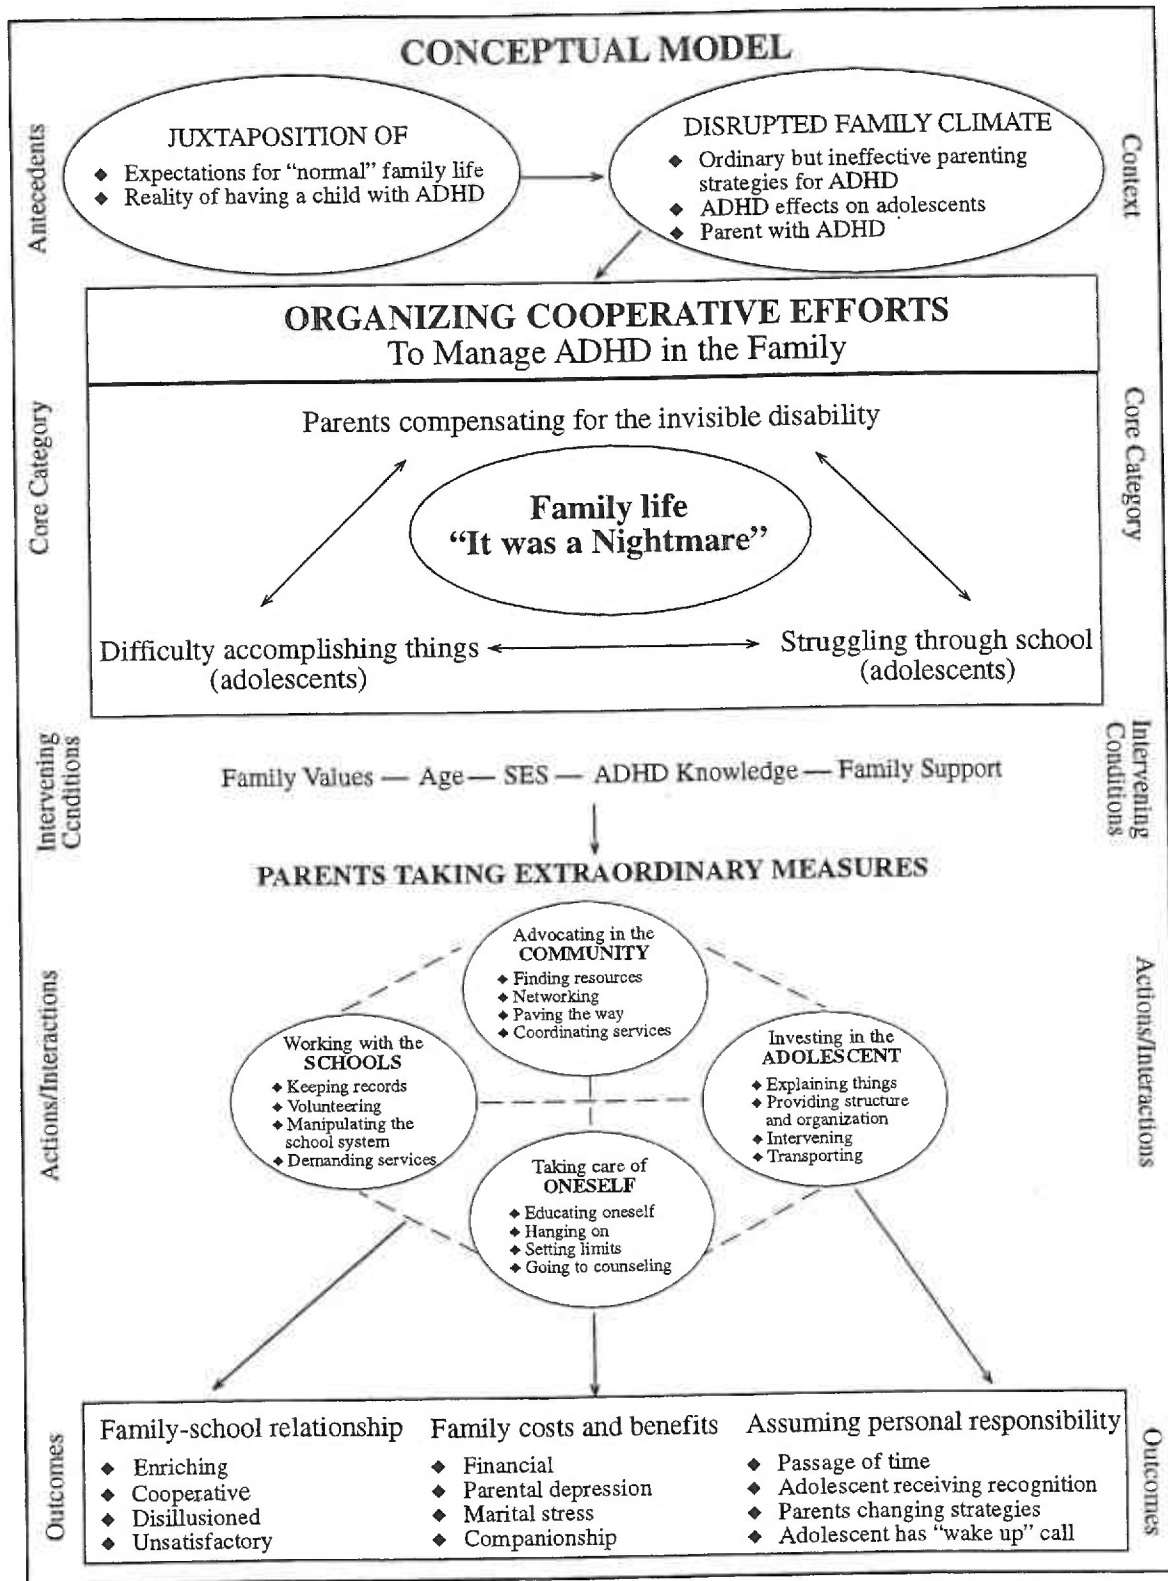 CONCEPTUAL MODEL
Antecedents
JUXTAPOSITION OF
◆ Expectations for “normal” family life
◆ Reality of having a child with ADHD
DISRUPTED FAMILY CLIMATE
◆ Ordinary but ineffective parenting
strategies for ADHD
◆ ADHD effects on adolescents
◆ Parent with ADHD
Context
ORGANIZING COOPERATIVE EFFORTS
To Manage ADHD in the Family
Core Category
Parents compensating for the invisible disability
Family life
“It was a Nightmare”
Difficulty accomplishing things
(adolescents)
Struggling through school
(adolescents)
Core Category
Intervening
Conditions
Family Values — Age — SES — ADHD Knowledge — Family Support
Intervening
Conditions
PARENTS TAKING EXTRAORDINARY MEASURES
Actions/Interactions
Advocating in the
COMMUNITY
◆ Finding resources
◆ Networking
◆ Paving the way
◆ Coordinating services
Working with the
SCHOOLS
◆ Keeping records
◆ Volunteering
◆ Manipulating the
school system
◆ Demanding services
Investing in the
ADOLESCENT
◆ Explaining things
◆ Providing structure
and organization
◆ Intervening
◆ Transporting
Taking care of
ONESELF
◆ Educating oneself
◆ Hanging on
◆ Setting limits
◆ Going to counseling
Actions/Interactions
Outcomes
Family-school relationship
◆ Enriching
◆ Cooperative
◆ Disillusioned
◆ Unsatisfactory
Family costs and benefits
◆ Financial
◆ Parental depression
◆ Marital stress
◆ Companionship
Assuming personal responsibility
◆ Passage of time
◆ Adolescent receiving recognition
◆ Parents changing strategies
◆ Adolescent has “wake up” call
Outcomes